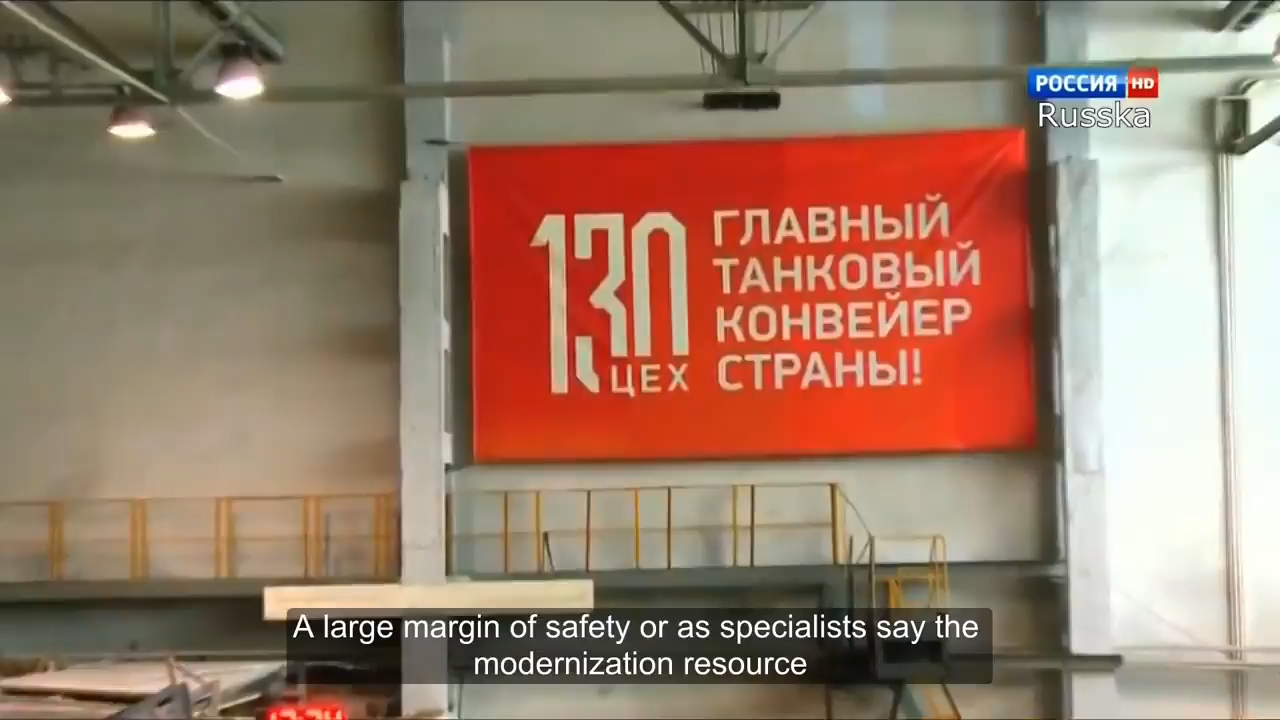 РОССИЯ HD
Russka
130 ЦЕХ
ГЛАВНЫЙ
ТАНКОВЫЙ
КОНВЕЙЕР
СТРАНЫ!
A large margin of safety or as specialists say the
modernization resource